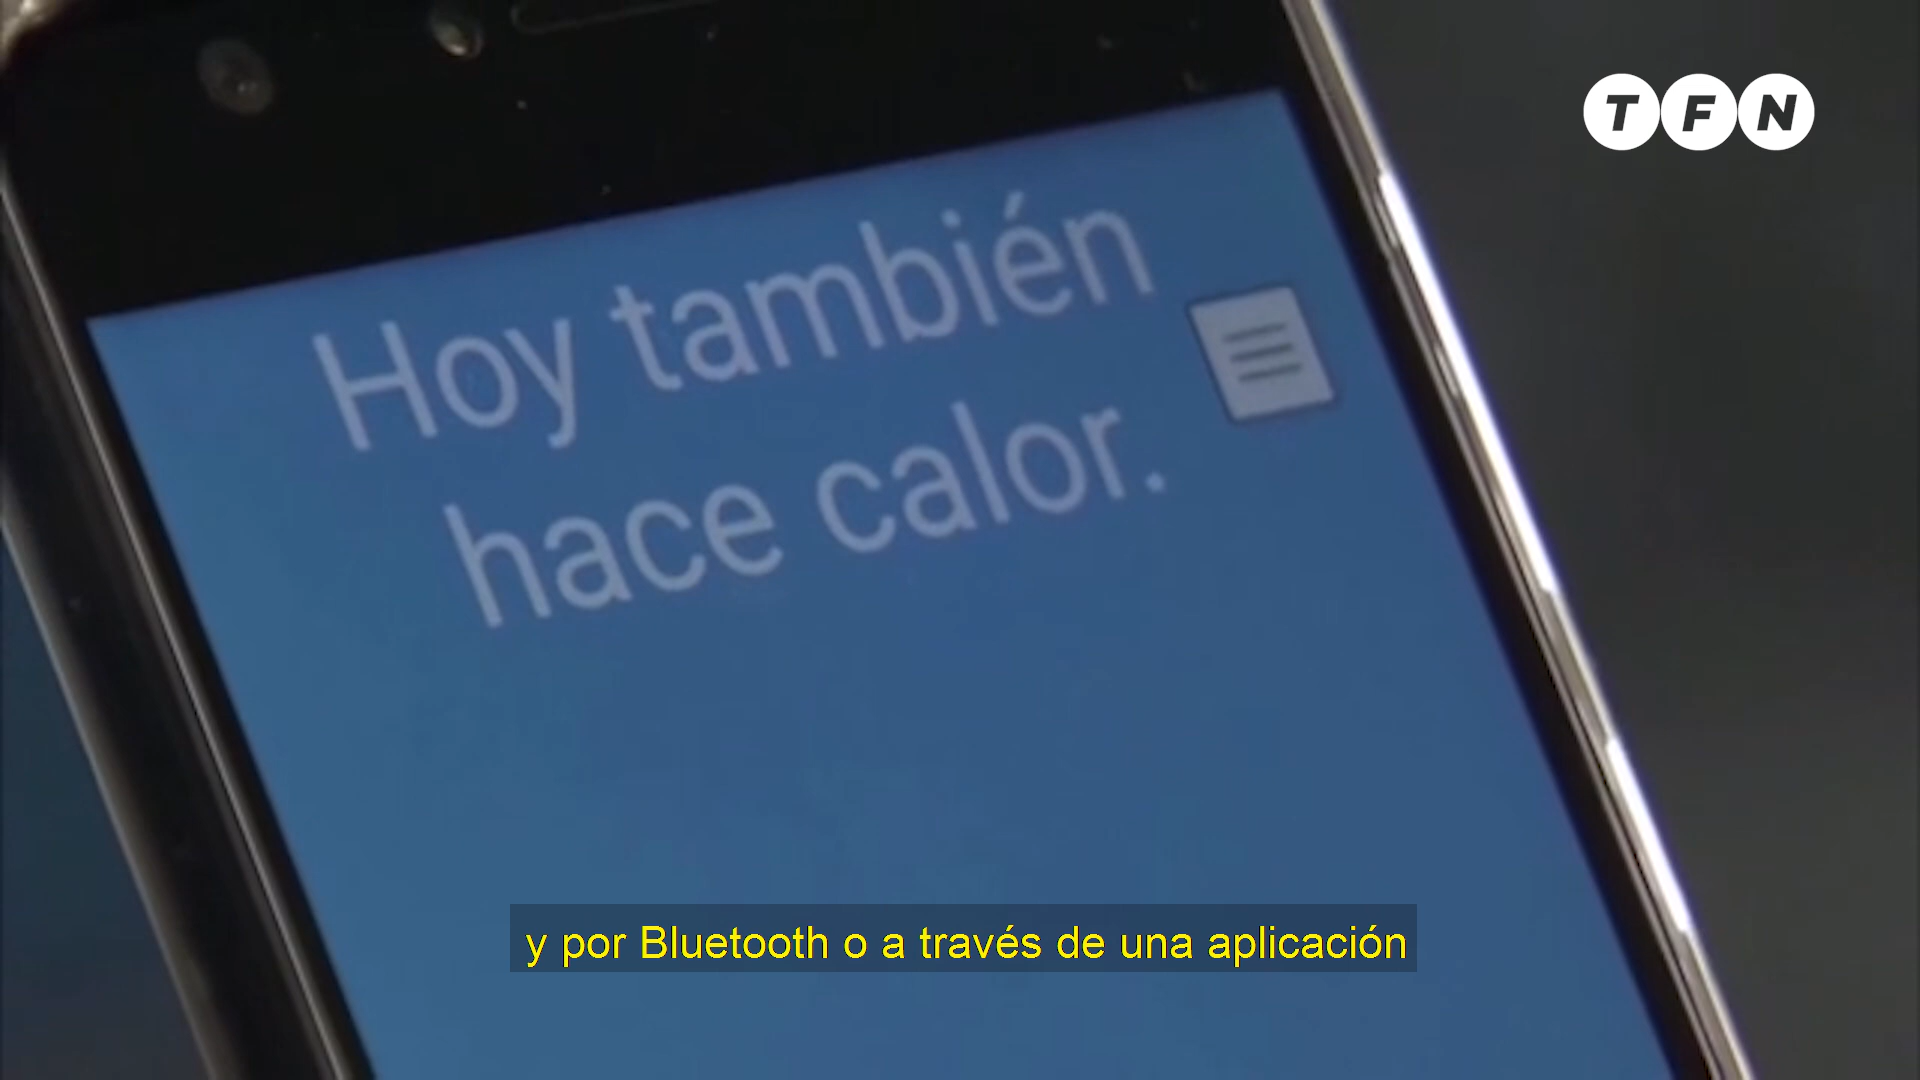 TFN
Hoy también
hace calor.
y por Bluetooth o a través de una aplicación